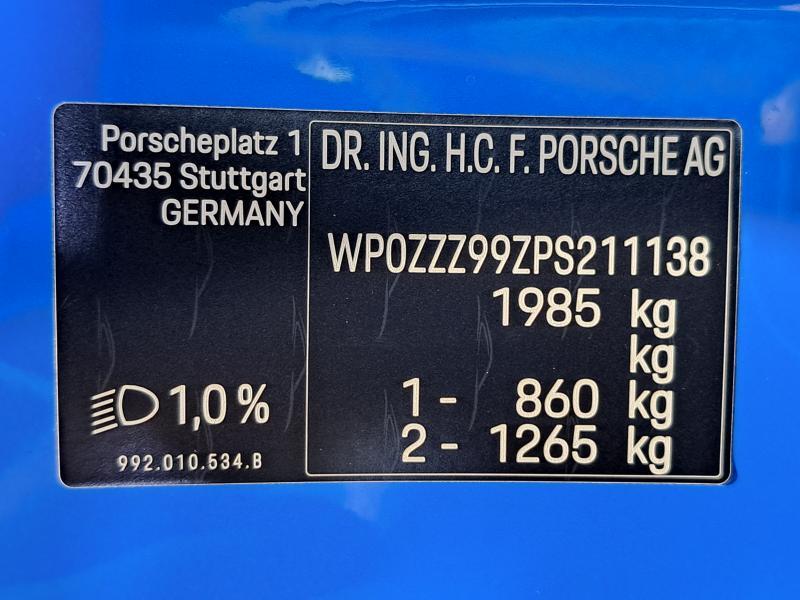 Porscheplatz 1
70435 Stuttgart
GERMANY
1,0 %
992.010.534.B
DR. ING. H.C. F. PORSCHE AG
WP0ZZZ99ZPS211138
1985 kg
kg
1 - 860 kg
2 - 1265 kg